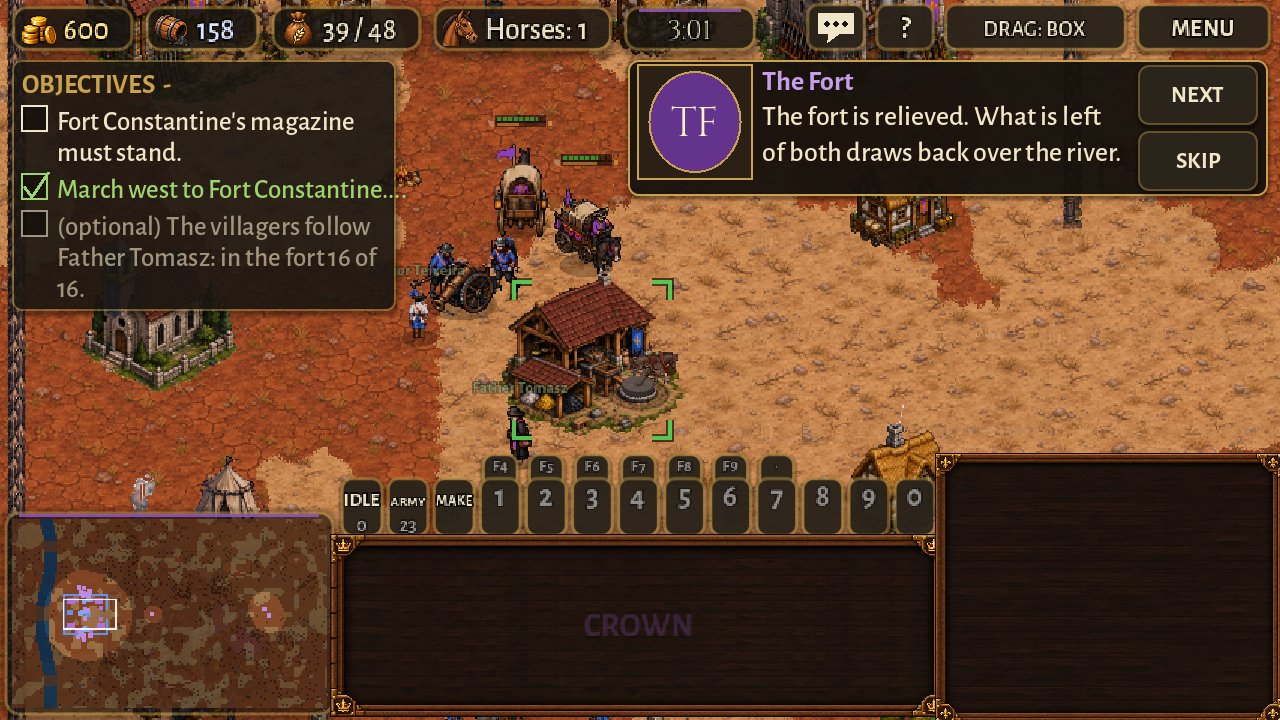 600
158
39 / 48
Horses: 1
3:01
?
DRAG: BOX
MENU
OBJECTIVES -
Fort Constantine's magazine
must stand.
March west to Fort Constantine....
(optional) The villagers follow
Father Tomasz: in the fort 16 of
16.
TF
The Fort
The fort is relieved. What is left
of both draws back over the river.
NEXT
SKIP
Teixeira
Father Tomasz
F4
F5
F6
F7
F8
F9
IDLE
0
ARMY
23
MAKE
1
2
3
4
5
6
7
8
9
0
CROWN